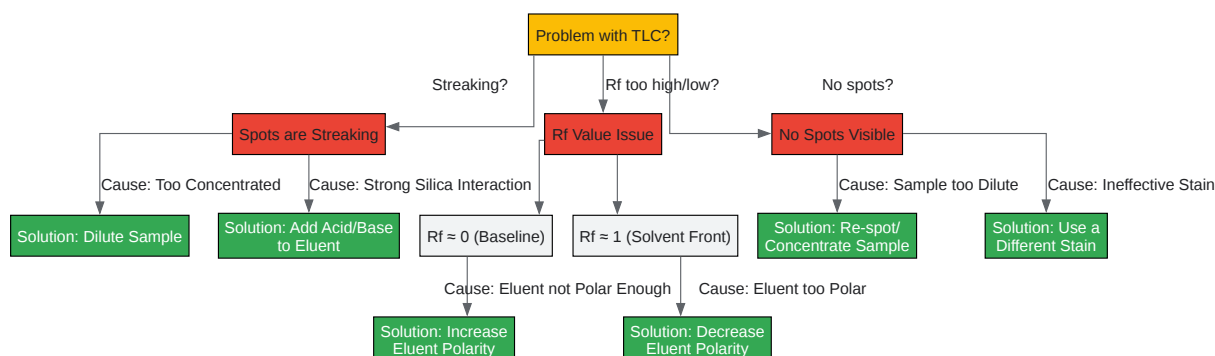 Problem with TLC?
Streaking?
Rf too high/low?
No spots?
Spots are Streaking
Rf Value Issue
No Spots Visible
Cause: Too Concentrated
Cause: Strong Silica Interaction
Cause: Sample too Dilute
Cause: Ineffective Stain
Solution: Dilute Sample
Solution: Add Acid/Base
to Eluent
Rf ≈ 0 (Baseline)
Rf ≈ 1 (Solvent Front)
Solution: Re-spot/
Concentrate Sample
Solution: Use a
Different Stain
Cause: Eluent not Polar Enough
Cause: Eluent too Polar
Solution: Increase
Eluent Polarity
Solution: Decrease
Eluent Polarity